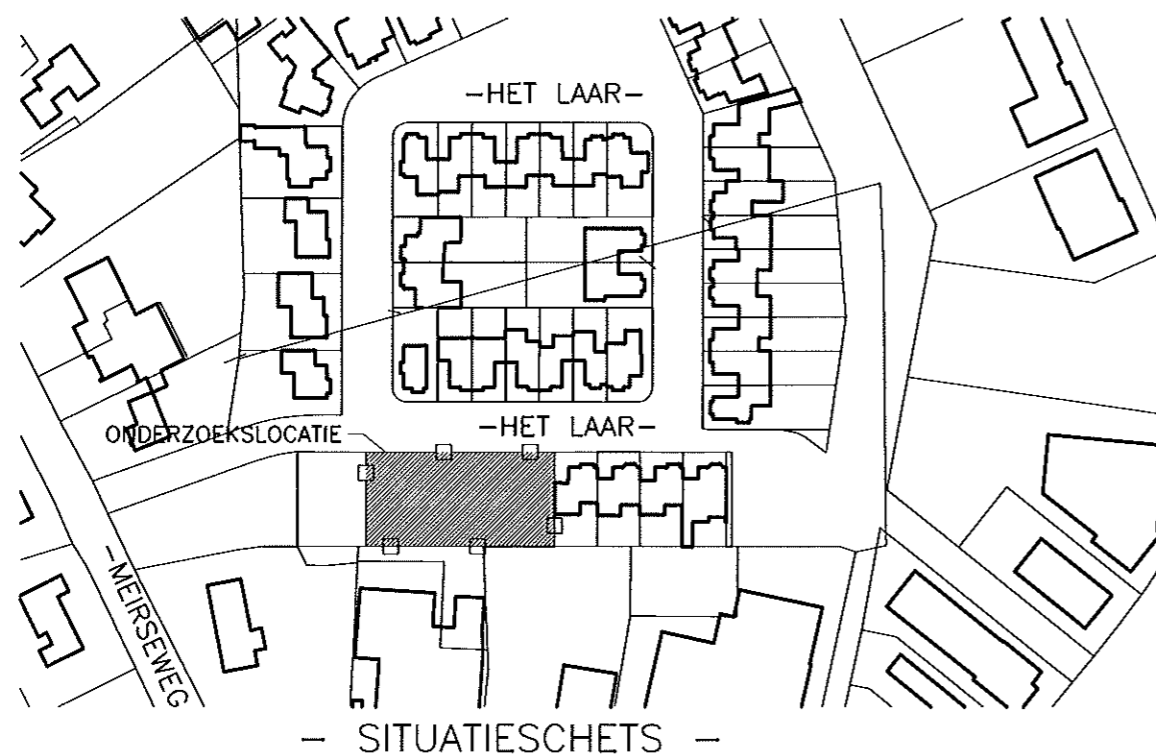 -HET LAAR-
ONDERZOEKSLOCATIE
-HET LAAR-
-MEIRSEWEG
- SITUATIESCHETS -